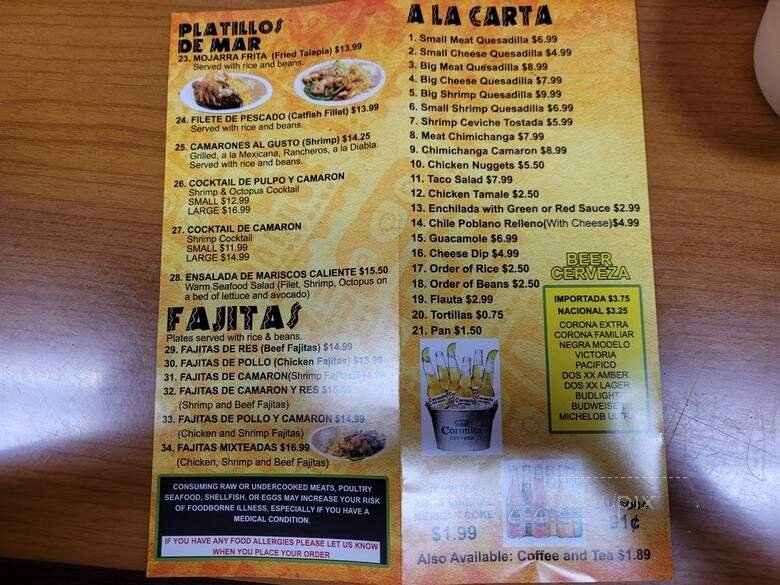 PLATILLOS
DE MAR
23. MOJARRA FRITA (Fried Talapia) $13.99
Served with rice and beans.
24. FILETE DE PESCADO (Catfish Fillet) $13.99
Served with rice and beans.
25. CAMARONES AL GUSTO (Shrimp) $14.25
Grilled, a la Mexicana, Rancheros, a la Diabla.
Served with rice and beans.
26. COCKTAIL DE PULPO Y CAMARON
Shrimp & Octopus Cocktail
SMALL $12.99
LARGE $16.99
27. COCKTAIL DE CAMARON
Shrimp Cocktail
SMALL $11.99
LARGE $14.99
28. ENSALADA DE MARISCOS CALIENTE $15.50
Warm Seafood Salad (Filet, Shrimp, Octopus on
a bed of lettuce and avocado)
FAJITAS
Plates served with rice & beans.
29. FAJITAS DE RES (Beef Fajitas) $14.99
30. FAJITAS DE POLLO (Chicken Fajitas) $13.99
31. FAJITAS DE CAMARON(Shrimp Fajitas)
32. FAJITAS DE CAMARON Y RES
(Shrimp and Beef Fajitas)
33. FAJITAS DE POLLO Y CAMARON $14.99
(Chicken and Shrimp Fajitas)
34. FAJITAS MIXTEADAS $16.99
(Chicken, Shrimp and Beef Fajitas)
CONSUMING RAW OR UNDERCOOKED MEATS, POULTRY
SEAFOOD, SHELLFISH, OR EGGS MAY INCREASE YOUR RISK
OF FOODBORNE ILLNESS, ESPECIALLY IF YOU HAVE A
MEDICAL CONDITION.
IF YOU HAVE ANY FOOD ALLERGIES PLEASE LET US KNOW
WHEN YOU PLACE YOUR ORDER
A LA CARTA
1. Small Meat Quesadilla $6.99
2. Small Cheese Quesadilla $4.99
3. Big Meat Quesadilla $8.99
4. Big Cheese Quesadilla $7.99
5. Big Shrimp Quesadilla $9.99
6. Small Shrimp Quesadilla $6.99
7. Shrimp Ceviche Tostada $5.99
8. Meat Chimichanga $7.99
9. Chimichanga Camaron $8.99
10. Chicken Nuggets $5.50
11. Taco Salad $7.99
12. Chicken Tamale $2.50
13. Enchilada with Green or Red Sauce $2.99
14. Chile Poblano Relleno(With Cheese)$4.99
15. Guacamole $6.99
16. Cheese Dip $4.99
17. Order of Rice $2.50
18. Order of Beans $2.50
19. Flauta $2.99
20. Tortillas $0.75
21. Pan $1.50
BEER
CERVEZA
IMPORTADA $3.75
NACIONAL $3.25
CORONA EXTRA
CORONA FAMILIAR
NEGRA MODELO
VICTORIA
PACIFICO
DOS XX AMBER
DOS XX LAGER
BUDLIGHT
BUDWEISER
MICHELOB ULTRA
Coronita
cerveza
COKE
$1.99
91¢
Also Available: Coffee and Tea $1.89